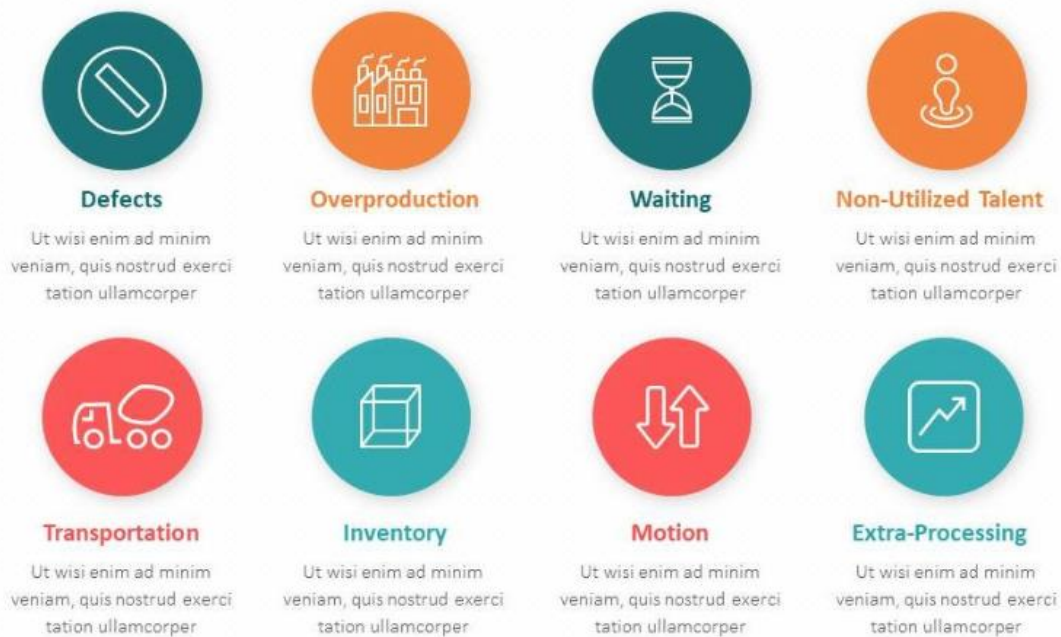 Defects
Ut wisi enim ad minim
veniam, quis nostrud exerci
tation ullamcorper
Overproduction
Ut wisi enim ad minim
veniam, quis nostrud exerci
tation ullamcorper
Waiting
Ut wisi enim ad minim
veniam, quis nostrud exerci
tation ullamcorper
Non-Utilized Talent
Ut wisi enim ad minim
veniam, quis nostrud exerci
tation ullamcorper
Transportation
Ut wisi enim ad minim
veniam, quis nostrud exerci
tation ullamcorper
Inventory
Ut wisi enim ad minim
veniam, quis nostrud exerci
tation ullamcorper
Motion
Ut wisi enim ad minim
veniam, quis nostrud exerci
tation ullamcorper
Extra-Processing
Ut wisi enim ad minim
veniam, quis nostrud exerci
tation ullamcorper